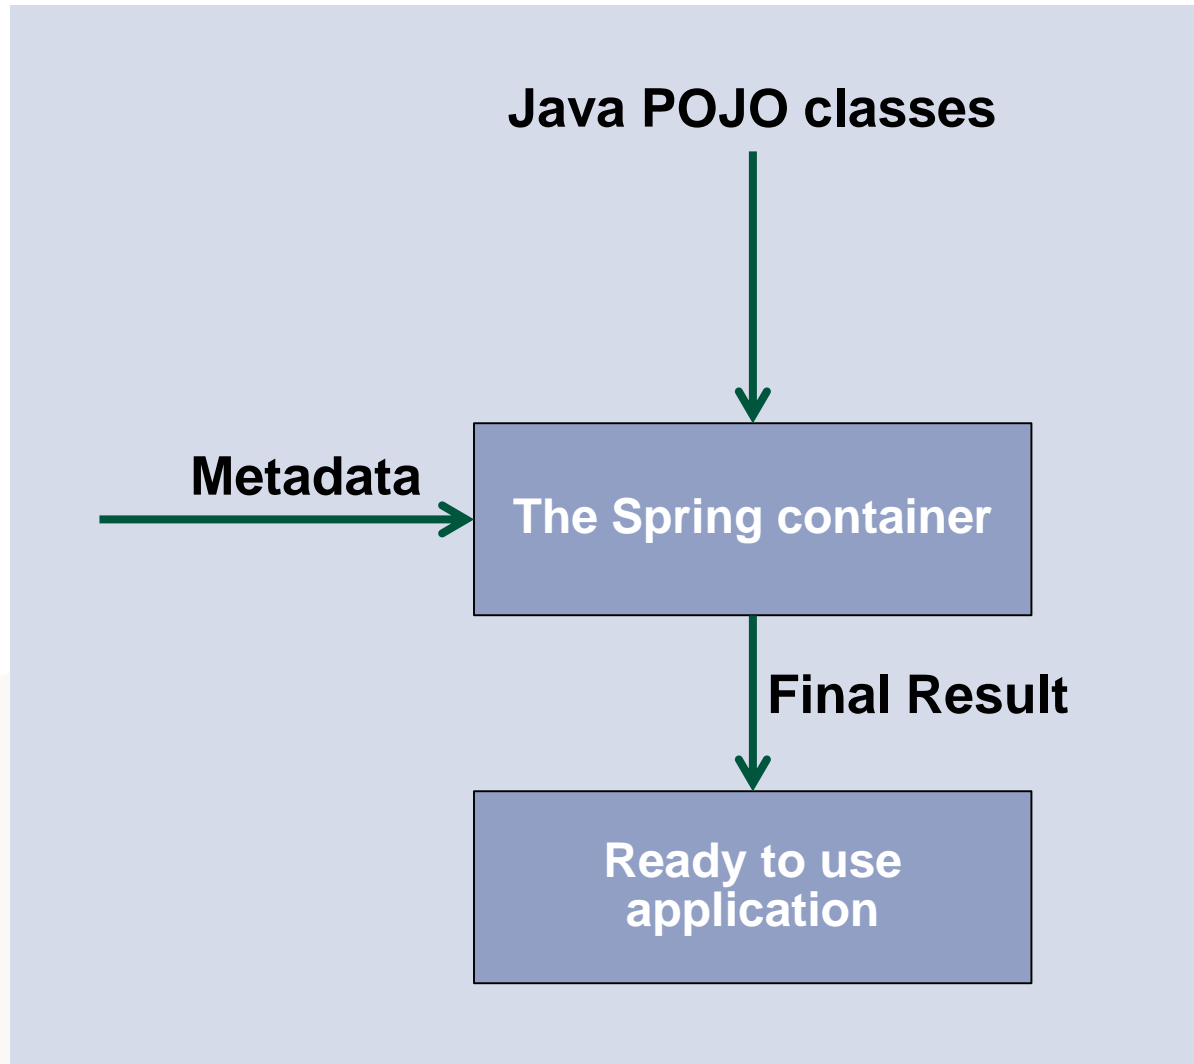 Java POJO classes
Metadata
The Spring container
Final Result
Ready to use
application